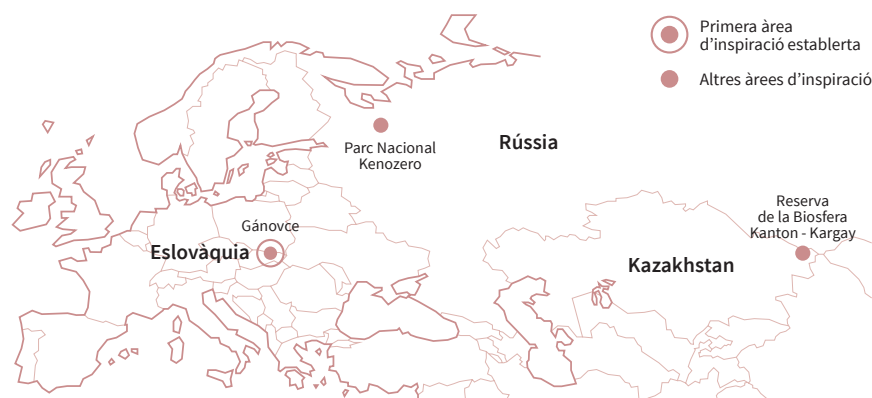 Primera àrea
d'inspiració establerta
Altres àrees d'inspiració
Rússia
Parc Nacional
Kenozero
Reserva
de la Biosfera
Kanton - Kargay
Gánovce
Eslovàquia
Kazakhstan